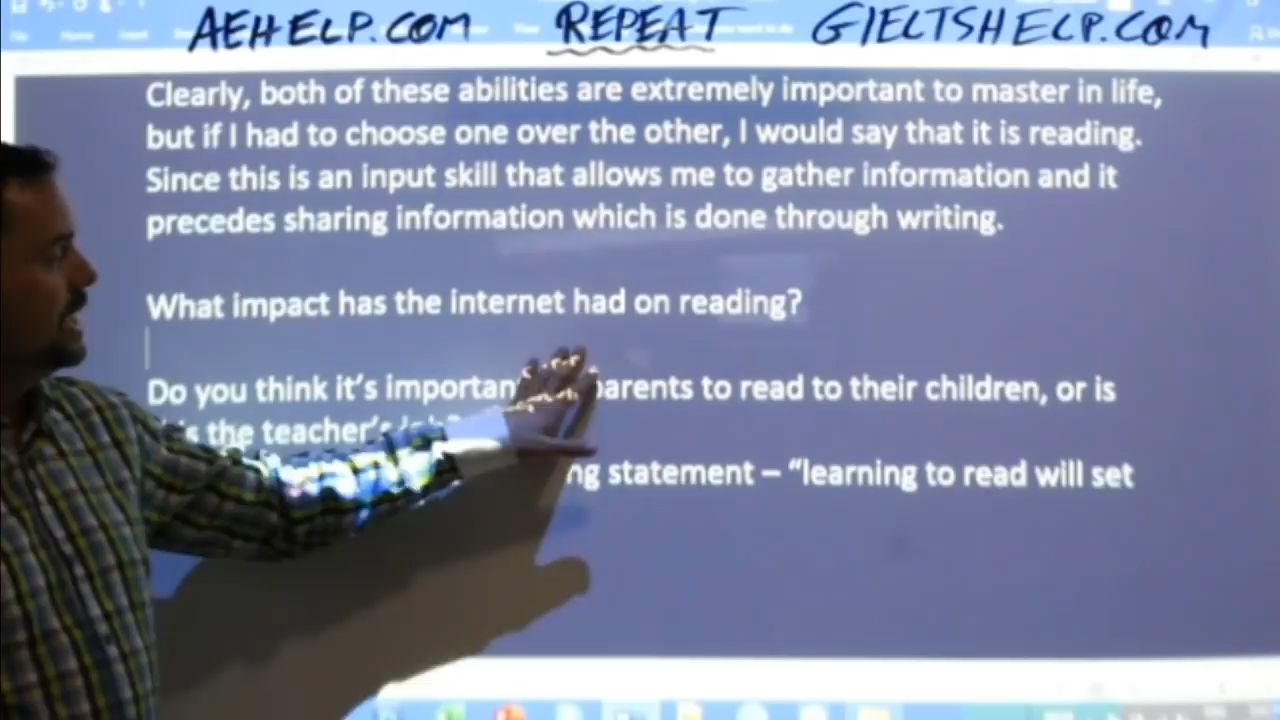 AEHELP.COM REPEAT GIELTSHELP.COM
Clearly, both of these abilities are extremely important to master in life,
but if I had to choose one over the other, I would say that it is reading.
Since this is an input skill that allows me to gather information and it
precedes sharing information which is done through writing.
What impact has the internet had on reading?
Do you think it's important parents to read to their children, or is
the teacher's
statement – “learning to read will set